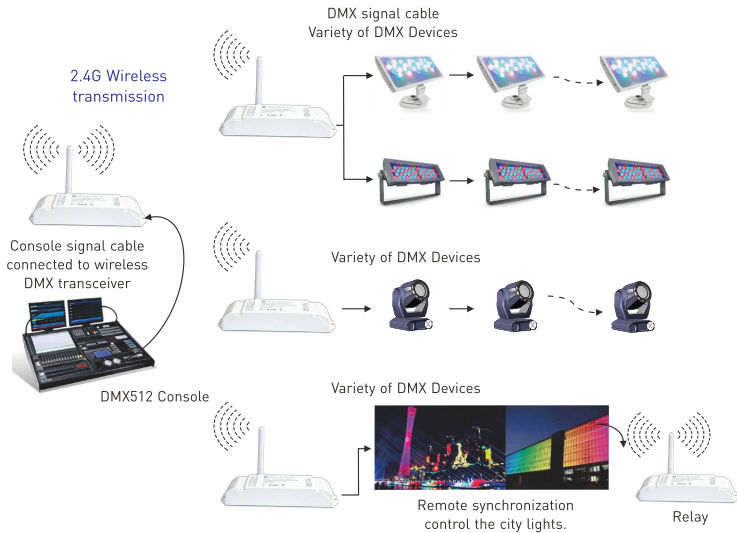 DMX signal cable
Variety of DMX Devices
2.4G Wireless
transmission
Console signal cable
connected to wireless
DMX transceiver
DMX512 Console
Variety of DMX Devices
Variety of DMX Devices
Remote synchronization
control the city lights.
Relay